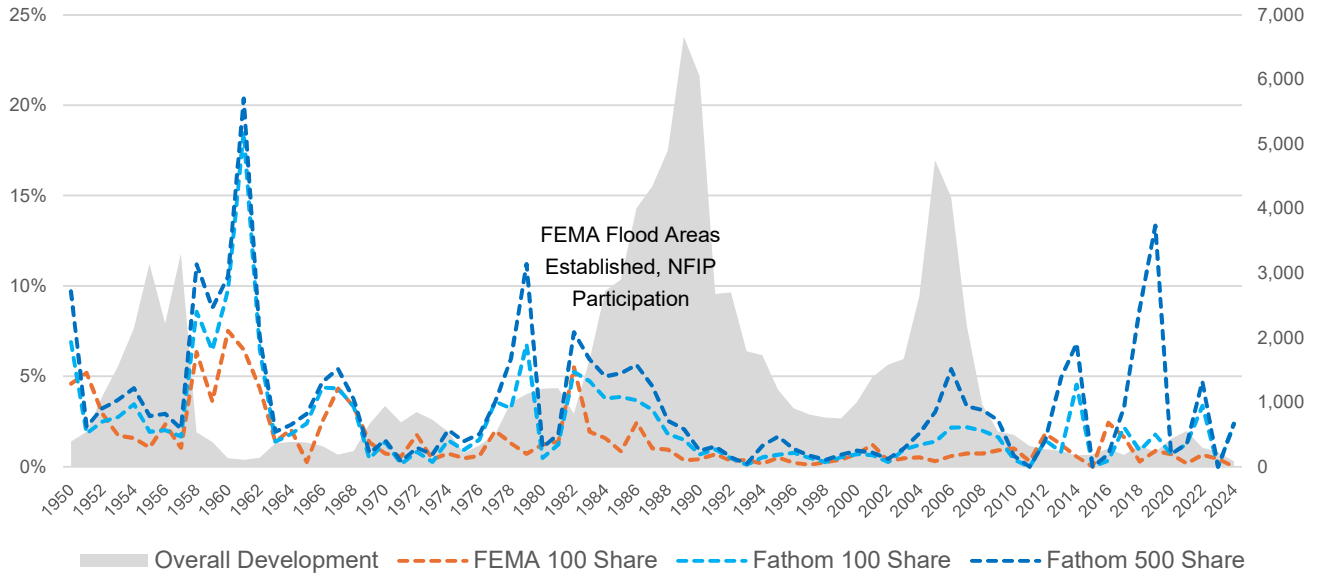 25%
20%
15%
10%
5%
0%
7,000
6,000
5,000
4,000
3,000
2,000
1,000
0
FEMA Flood Areas
Established, NFIP
Participation
1950 1952 1954 1956 1958 1960 1962 1964 1966 1968 1970 1972 1974 1976 1978 1980 1982 1984 1986 1988 1990 1992 1994 1996 1998 2000 2002 2004 2006 2008 2010 2012 2014 2016 2018 2020 2022 2024
Overall Development FEMA 100 Share Fathom 100 Share Fathom 500 Share